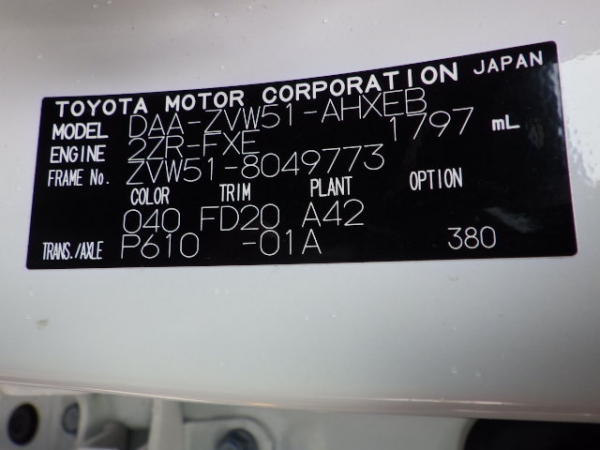 TOYOTA MOTOR CORPORATION JAPAN
MODEL DAA-ZVW51-AHXEB
ENGINE 2ZR-FXE 1797 mL
FRAME No. ZVW51-8049773
COLOR TRIM PLANT OPTION
040 FD20 A42
TRANS./AXLE P610 -01A 380